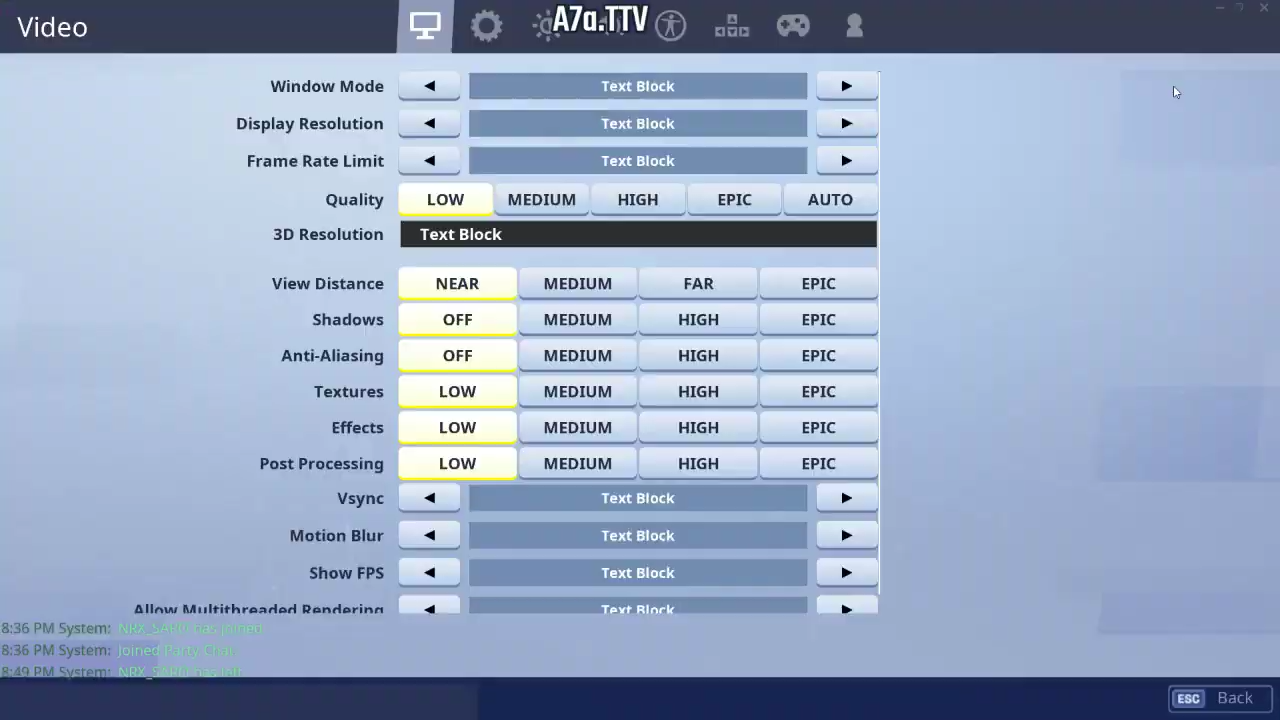 Video
A7a.TTV
Window Mode ◄ Text Block ►
Display Resolution ◄ Text Block ►
Frame Rate Limit ◄ Text Block ►
Quality LOW MEDIUM HIGH EPIC AUTO
3D Resolution Text Block
View Distance NEAR MEDIUM FAR EPIC
Shadows OFF MEDIUM HIGH EPIC
Anti-Aliasing OFF MEDIUM HIGH EPIC
Textures LOW MEDIUM HIGH EPIC
Effects LOW MEDIUM HIGH EPIC
Post Processing LOW MEDIUM HIGH EPIC
Vsync ◄ Text Block ►
Motion Blur ◄ Text Block ►
Show FPS ◄ Text Block ►
Allow Multithreaded Rendering ◄ Text Block ►
8:36 PM System: has joined
8:36 PM System: Joined Party Chat.
8:49 PM System: has left
ESC Back